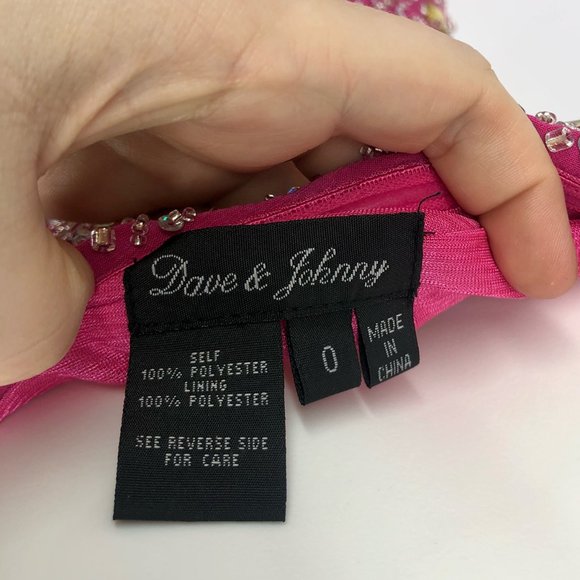 Dave & Johnny
SELF
100% POLYESTER
LINING
100% POLYESTER
SEE REVERSE SIDE
FOR CARE
0
MADE
IN
CHINA